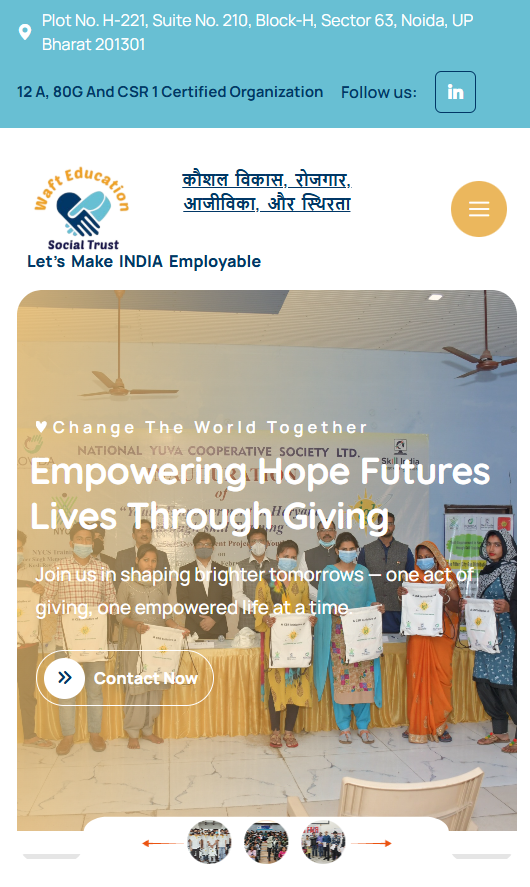 Plot No. H-221, Suite No. 210, Block-H, Sector 63, Noida, UP
Bharat 201301
12 A, 80G And CSR 1 Certified Organization
Follow us:
in
Waft Education
Social Trust
कौशल विकास, रोजगार,
आजीविका, और स्थिरता
Let's Make INDIA Employable
Change The World Together
NATIONAL YUVA COOPERATIVE SOCIETY LTD.
Skill India
Empowering Hope Futures
of
Lives Through Giving
Join us in shaping brighter tomorrows — one act of
giving, one empowered life at a time.
Contact Now